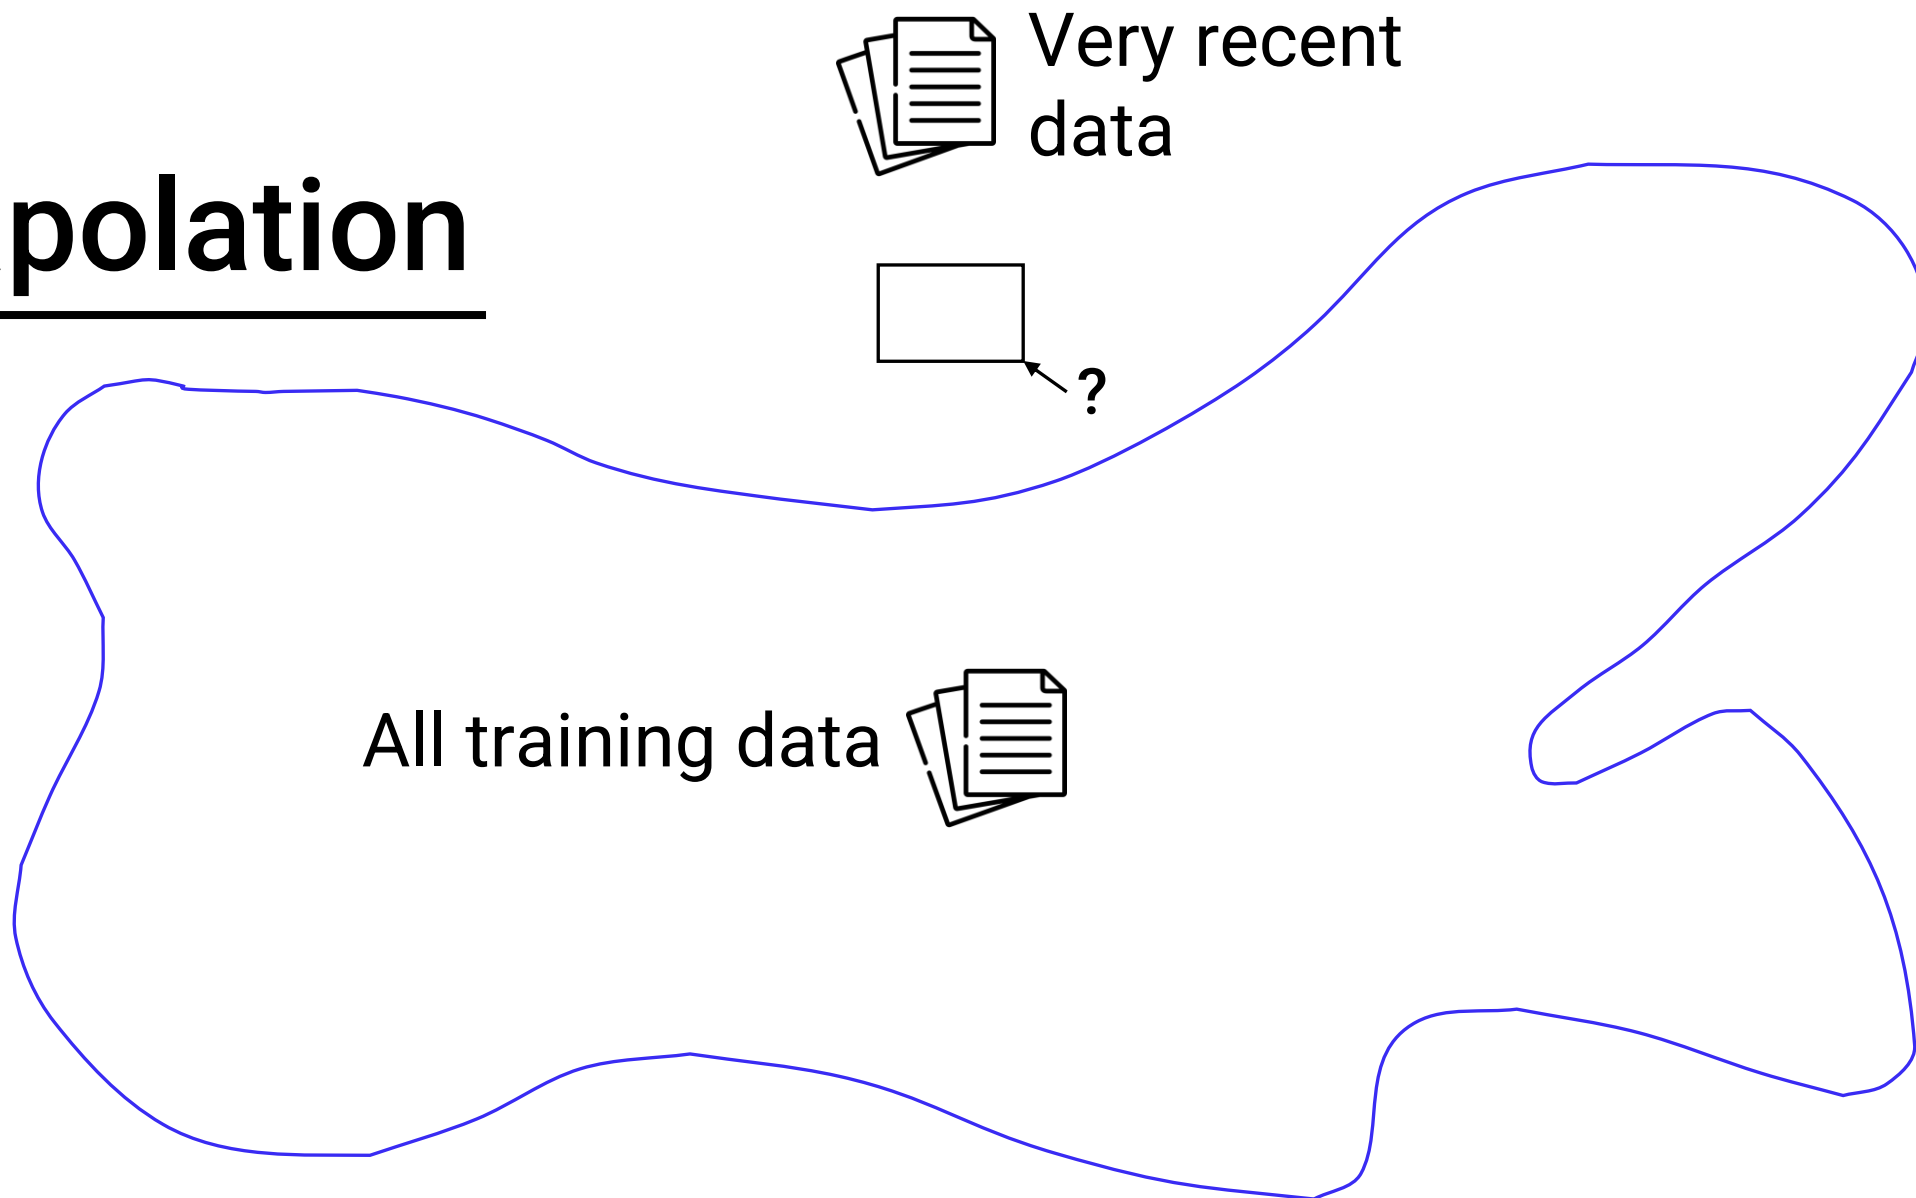 Very recent
data
polation
?
All training data